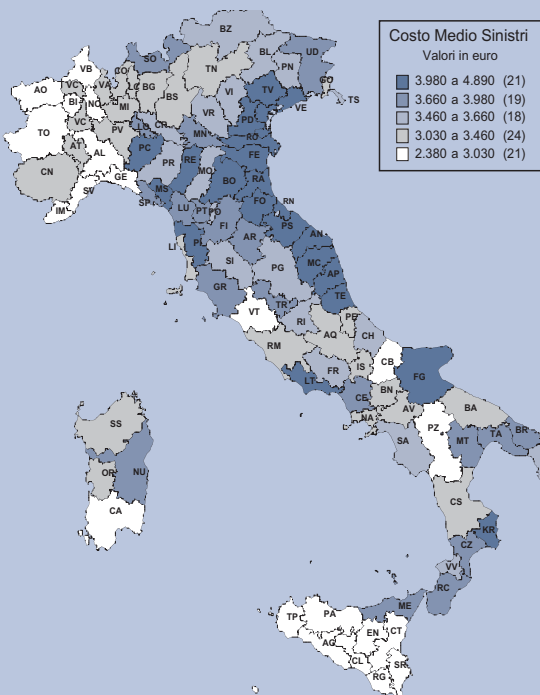 Costo Medio Sinistri
Valori in euro
3.980 a 4.890 (21)
3.660 a 3.980 (19)
3.460 a 3.660 (18)
3.030 a 3.460 (24)
2.380 a 3.030 (21)
BZ
SO
BL
UD
VB
TN
PN
AO
VC
VA
CO
LC
BG
GO
BI
NO
MI
BS
VI
TV
TS
TO
VC
VR
VE
PV
LO
CR
MN
PD
AT
AL
PC
RO
CN
PR
RE
FE
GE
MO
SV
BO
RA
IM
MS
SP
LU
PT
PO
FO
RN
FI
PS
LI
PI
AR
AN
SI
PG
MC
GR
AP
TR
TE
VT
RI
PE
AQ
CH
RM
CB
FR
IS
FG
LT
BN
CE
AV
BA
NA
PZ
SS
SA
MT
TA
BR
OR
NU
CS
CA
KR
CZ
VV
ME
RC
TP
PA
EN
CT
AG
CL
SR
RG